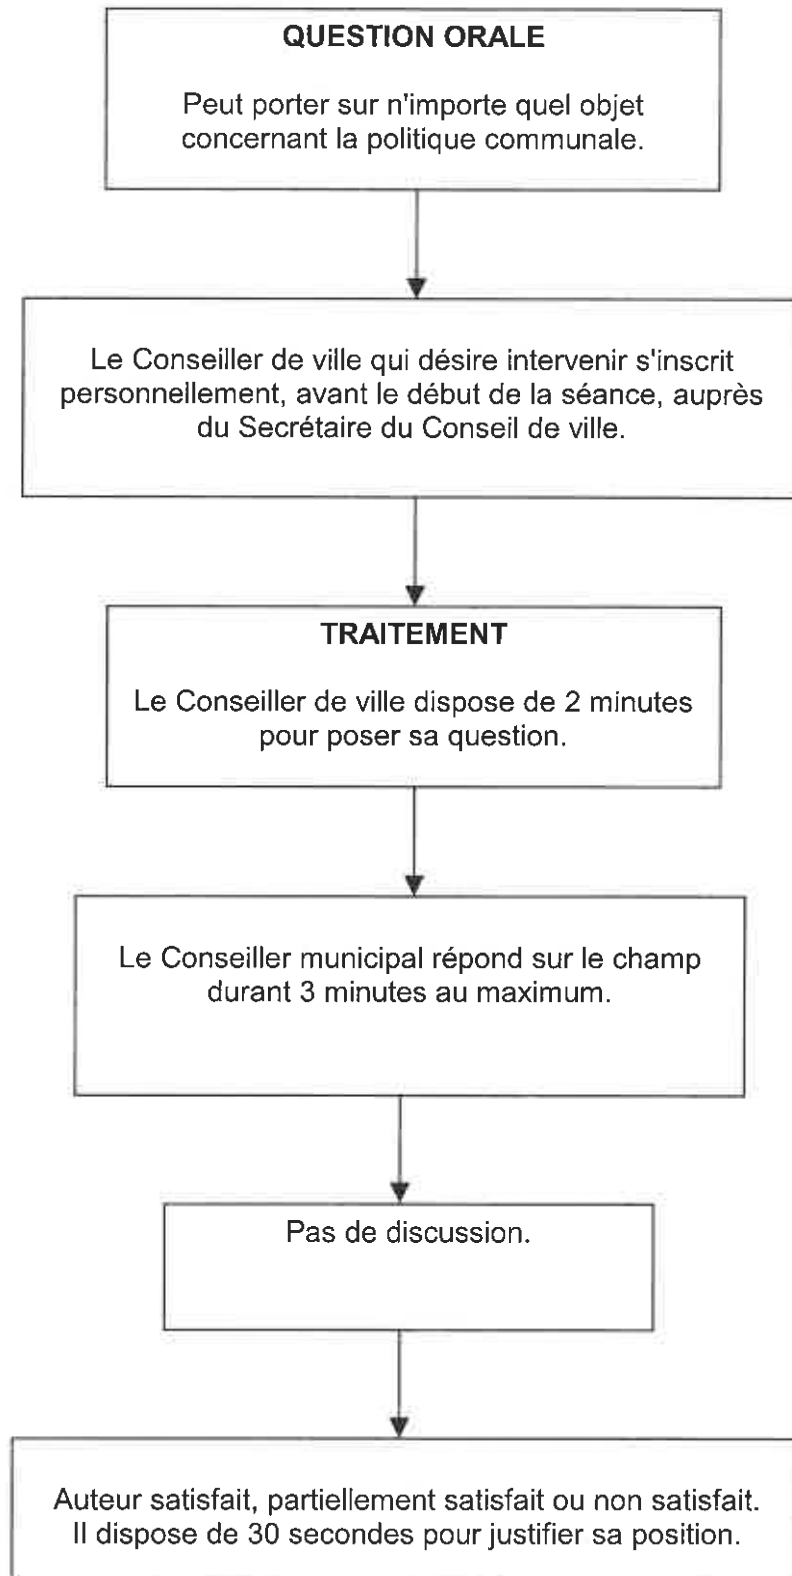 QUESTION ORALE
Peut porter sur n'importe quel objet
concernant la politique communale.
Le Conseiller de ville qui désire intervenir s'inscrit
personnellement, avant le début de la séance, auprès
du Secrétaire du Conseil de ville.
TRAITEMENT
Le Conseiller de ville dispose de 2 minutes
pour poser sa question.
Le Conseiller municipal répond sur le champ
durant 3 minutes au maximum.
Pas de discussion.
Auteur satisfait, partiellement satisfait ou non satisfait.
Il dispose de 30 secondes pour justifier sa position.